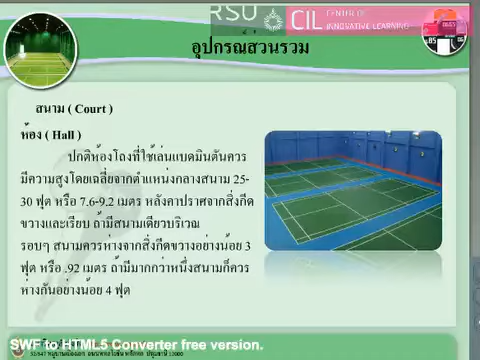 RSU
CIL
CENTER OF
INNOVATIVE LEARNING
อุปกรณ์ส่วนรวม
สนาม ( Court )
ห้อง ( Hall )
ปกติห้องโถงที่ใช้เล่นแบดมินตันควร
มีความสูงโดยเฉลี่ยจากตำแหน่งกลางสนาม 25-
30 ฟุต หรือ 7.6-9.2 เมตร หลังคาปราศจากสิ่งกีด
ขวางและเรียบ ถ้ามีสนามเดียวบริเวณ
รอบๆ สนามควรห่างจากสิ่งกีดขวางอย่างน้อย 3
ฟุต หรือ .92 เมตร ถ้ามีมากกว่าหนึ่งสนามก็ควร
ห่างกันอย่างน้อย 4 ฟุต
SWF to HTML5 Converter free version.